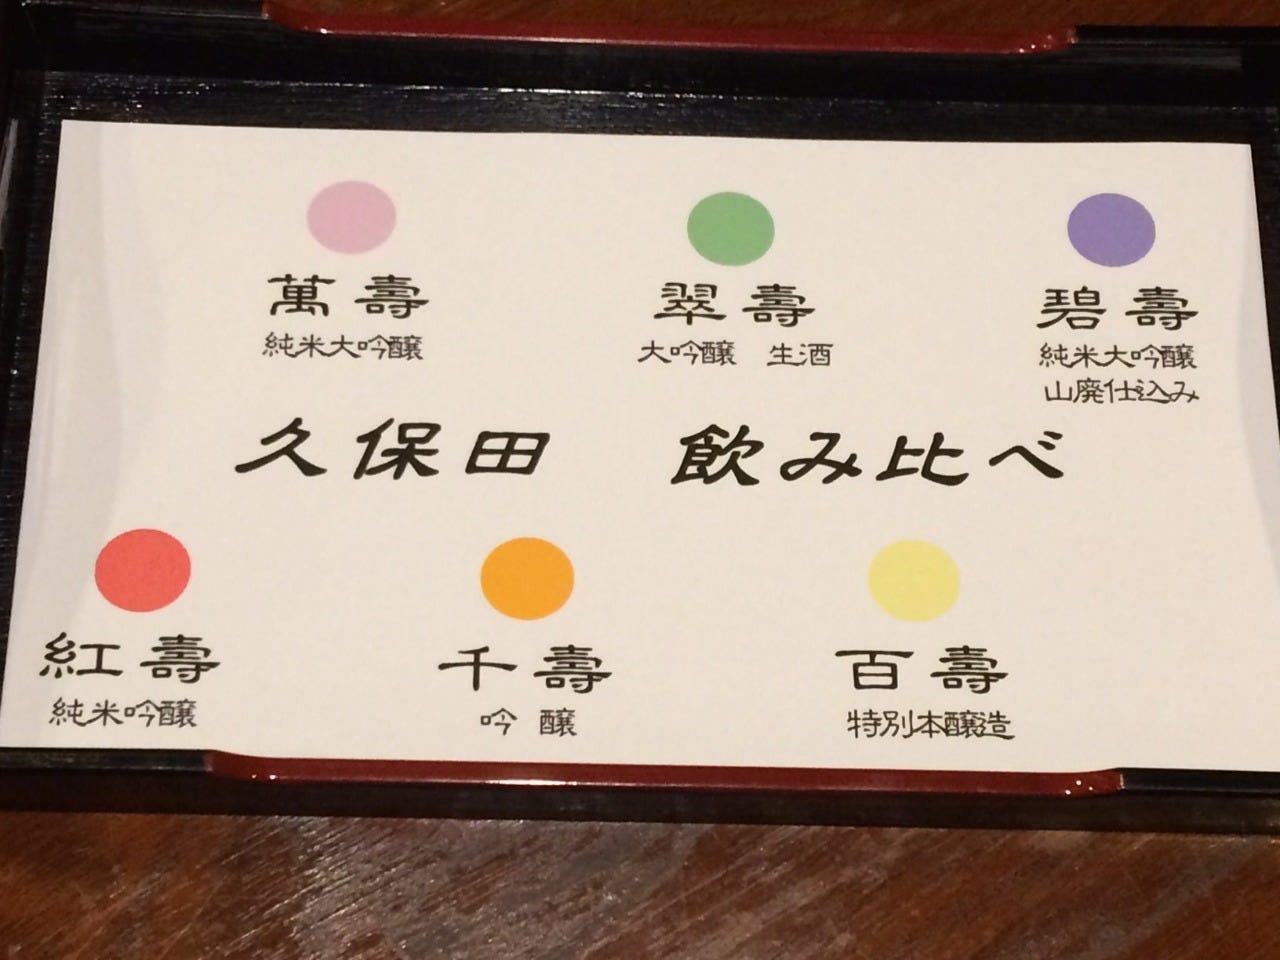 萬壽
純米大吟醸
翠壽
大吟醸 生酒
碧壽
純米大吟醸
山廃仕込み
久保田 飲み比べ
紅壽
純米吟醸
千壽
吟醸
百壽
特別本醸造